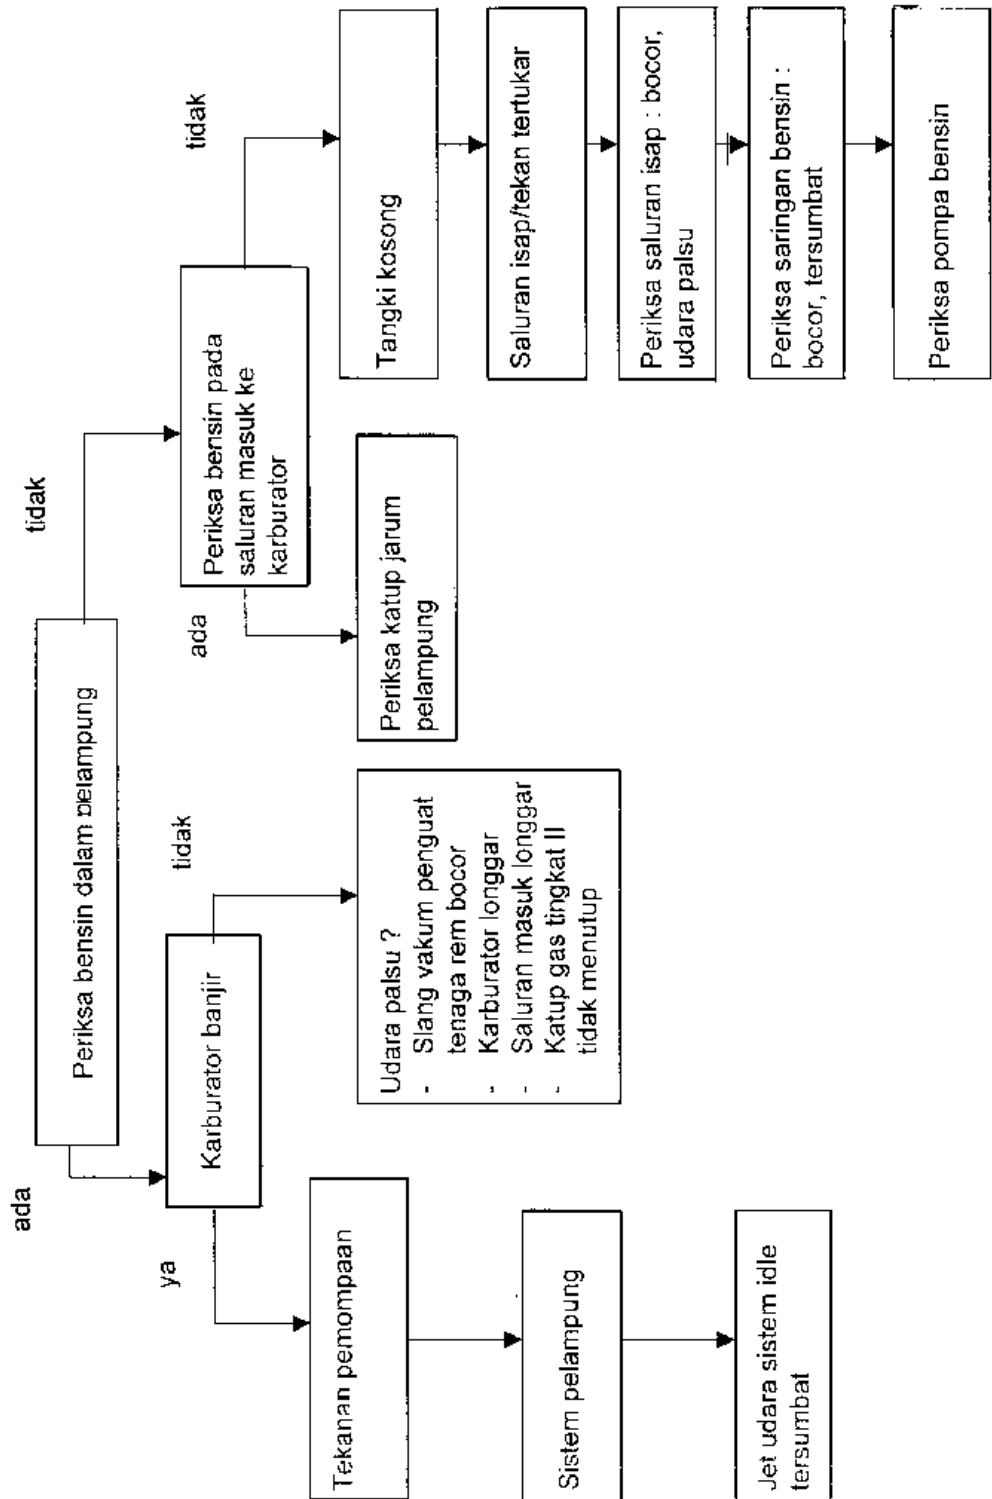 Periksa bensin dalam pelampung
ada
tidak
Karburator banjir
Periksa bensin pada
saluran masuk ke
karburator
ya
tidak
ada
tidak
Tekanan pemompaan
Udara palsu ?
- Slang vakum penguat
tenaga rem bocor
- Karburator longgar
- Saluran masuk longgar
- Katup gas tingkat II
tidak menutup
Periksa katup jarum
pelampung
Tangki kosong
Sistem pelampung
Saluran isap/tekan tertukar
Jet udara sistem idle
tersumbat
Periksa saluran isap : bocor,
udara palsu
Periksa saringan bensin :
bocor, tersumbat
Periksa pompa bensin